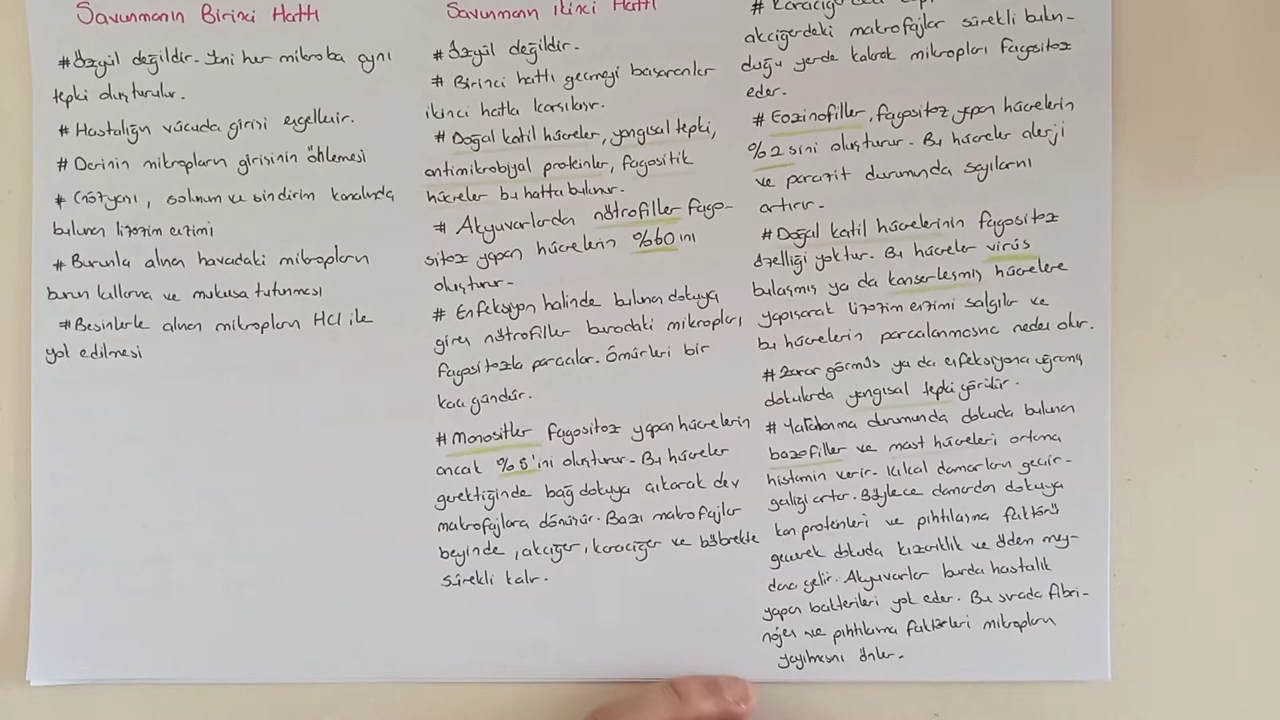 Savunmanın Birinci Hattı
# Özgül değildir. Yani her mikroba aynı
tepki oluşturulur.
# Hastalığın vücuda girişi engellenir.
# Derinin mikropların girişinin önlemesi
# Gözyaşı, solunum ve sindirim kanalında
bulunan lizozim enzimi
# Burunla alınan havadaki mikropların
burun kıllarına ve mukusa tutunması
# Besinlerle alınan mikropların HCl ile
yok edilmesi
Savunmanın İkinci Hattı
# Özgül değildir.
# Birinci hattı geçmeyi başaranlar
ikinci hatla karşılaşır.
# Doğal katil hücreler, yangısal tepki,
antimikrobiyal proteinler, fagositik
hücreler bu hatta bulunur.
# Akyuvarlardan nötrofiller fago-
sitoz yapan hücrelerin %60 ını
oluşturur.
# Enfeksiyon halinde bulunan dokuya
giren nötrofiller buradaki mikropları
fagositozla parçalar. Ömürleri bir
kaç gündür.
# Monositler fagositoz yapan hücrelerin
ancak %5'ini oluşturur. Bu hücreler
gerektiğinde bağ dokuya çıkarak dev
makrofajlara dönüşür. Bazı makrofajlar
beyinde, akciğer, karaciğer ve böbrekte
sürekli kalır.
# Karaciğer
akciğerdeki makrofajlar sürekli bulun-
duğu yerde kalarak mikropları fagositoz
eder.
# Eozinofiller, fagositoz yapan hücrelerin
%2 sini oluşturur. Bu hücreler alerji
ve parazit durumunda sayılarını
artırır.
# Doğal katil hücrelerinin fagositoz
özelliği yoktur. Bu hücreler virüs
bulaşmış ya da kanserleşmiş hücrelere
yapışarak lizozim enzimi salgılar ve
bu hücrelerin parçalanmasına neden olur.
# Zarar görmüş ya da enfeksiyona uğramış
dokularda yangısal tepki görülür.
# Yaralanma durumunda dokuda bulunan
bazofiller ve mast hücreleri ortama
histamin verir. Kılcal damarların geçir-
genliği artar. Böylece damardan dokuya
kan proteinleri ve pıhtılaşma faktörü
geçerek dokuda kızarıklık ve ödem mey-
dana gelir. Akyuvarlar burda hastalık
yapan bakterileri yok eder. Bu sırada fibri-
nojen ve pıhtılaşma faktörleri mikropların
yayılmasını önler.